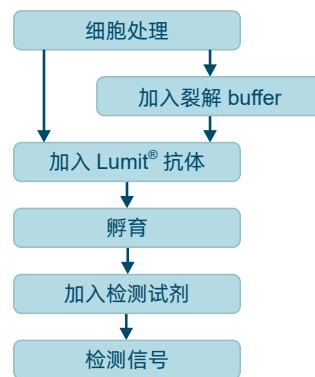 细胞处理
加入裂解 buffer
加入 Lumit® 抗体
孵育
加入检测试剂
检测信号